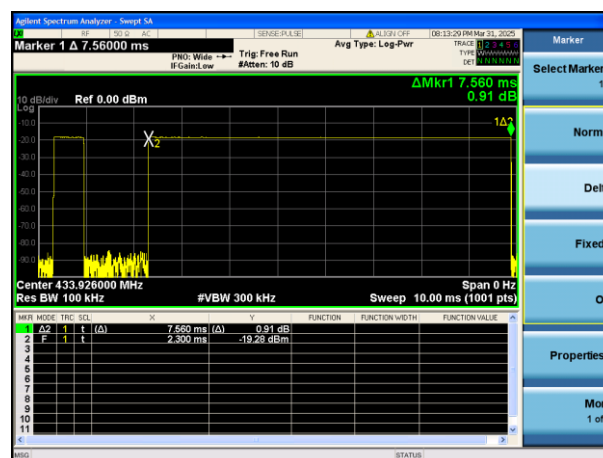 Agilent Spectrum Analyzer - Swept SA
RF 50 Ω AC SENSE:PULSE ALIGN OFF 08:13:29 PM Mar 31, 2025
Marker 1 Δ 7.56000 ms
PNO: Wide Trig: Free Run Avg Type: Log-Pwr TRACE 1 2 3 4 5 6
TYPE
IFGain:Low #Atten: 10 dB DET N N N N N N
ΔMkr1 7.560 ms
0.91 dB
10 dB/div Ref 0.00 dBm
Log
-10.0
-20.0
-30.0
-40.0
-50.0
-60.0
-70.0
-80.0
-90.0
X2
1Δ2
Center 433.926000 MHz Span 0 Hz
Res BW 100 kHz #VBW 300 kHz Sweep 10.00 ms (1001 pts)
MKR MODE TRC SCL X Y FUNCTION FUNCTION WIDTH FUNCTION VALUE
1 Δ2 1 t (Δ) 7.560 ms (Δ) 0.91 dB
2 F 1 t 2.300 ms -19.28 dBm
3
4
5
6
7
8
9
10
11
MSG STATUS
Marker
Select Marker
1
Norm
Del
Fixed
O
Properties
Mo
1 of